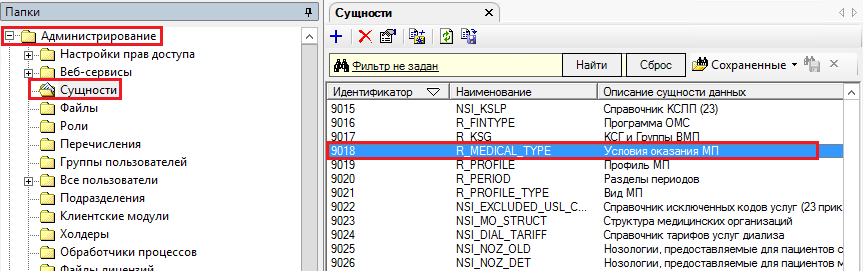 Папки
Администрирование
Настройки прав доступа
Веб-сервисы
Сущности
Файлы
Роли
Перечисления
Группы пользователей
Все пользователи
Подразделения
Клиентские модули
Холдеры
Обработчики процессов
Файлы лицензий
Сущности
Фильтр не задан Найти Сброс Сохраненные
Идентификатор Наименование Описание сущности данных
9015 NSI_KSLP Справочник КСЛП (23)
9016 R_FINTYPE Программа ОМС
9017 R_KSG КСГ и Группы ВМП
9018 R_MEDICAL_TYPE Условия оказания МП
9019 R_PROFILE Профиль МП
9020 R_PERIOD Разделы периодов
9021 R_PROFILE_TYPE Вид МП
9022 NSI_EXCLUDED_USL_C... Справочник исключенных кодов услуг (23 прик
9023 NSI_MO_STRUCT Структура медицинских организаций
9024 NSI_DIAL_TARIFF Справочник тарифов услуг диализа
9025 NSI_NOZ_OLD Нозологии, предоставляемые для пациентов с
9026 NSI_NOZ_DET Нозологии, предоставляемые для пациентов м